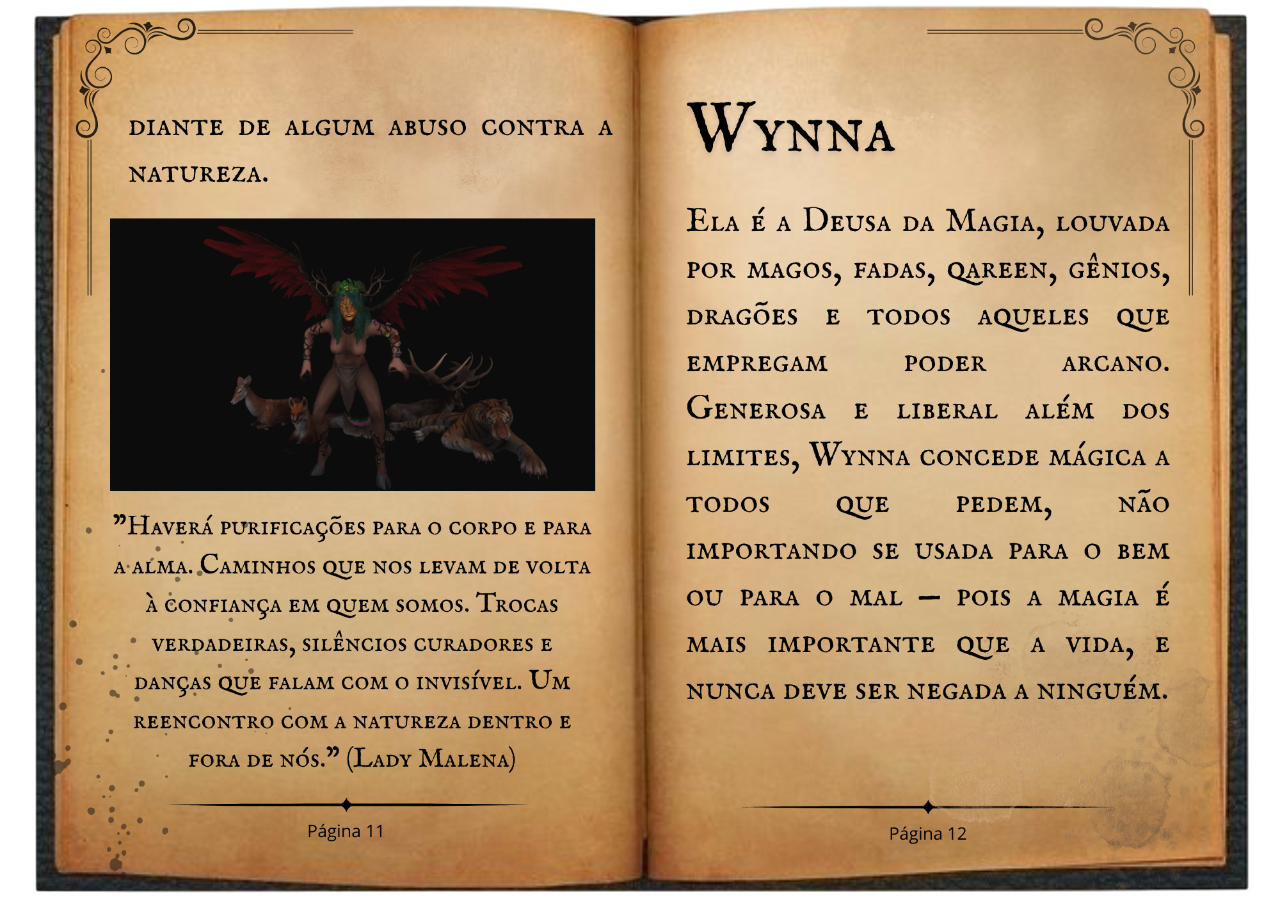 diante de algum abuso contra a
natureza.
"Haverá purificações para o corpo e para
a alma. Caminhos que nos levam de volta
à confiança em quem somos. Trocas
verdadeiras, silêncios curadores e
danças que falam com o invisível. Um
reencontro com a natureza dentro e
fora de nós." (Lady Malena)
Página 11
Wynna
Ela é a Deusa da Magia, louvada
por magos, fadas, qareen, gênios,
dragões e todos aqueles que
empregam poder arcano.
Generosa e liberal além dos
limites, Wynna concede mágica a
todos que pedem, não
importando se usada para o bem
ou para o mal — pois a magia é
mais importante que a vida, e
nunca deve ser negada a ninguém.
Página 12